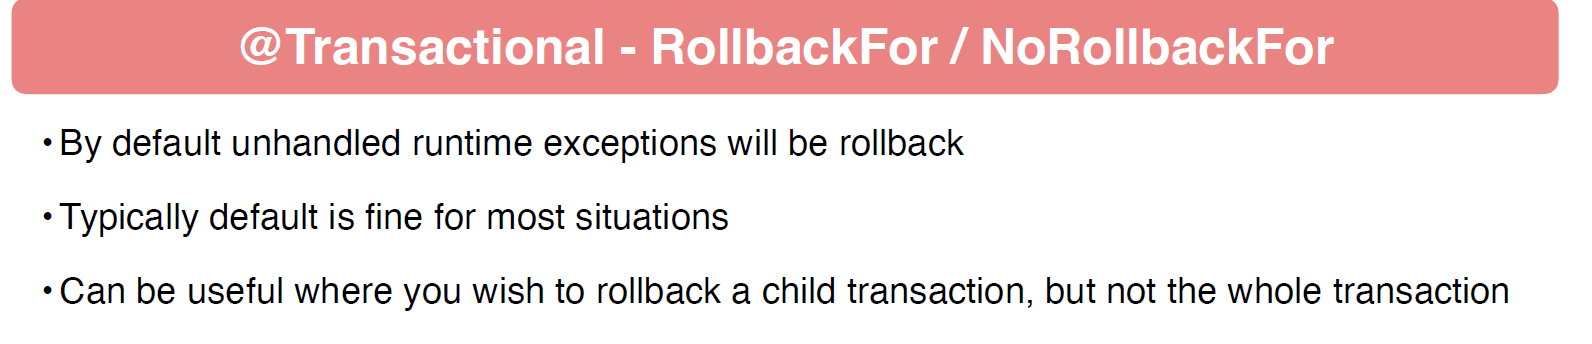 @Transactional - RollbackFor / NoRollbackFor
• By default unhandled runtime exceptions will be rollback
• Typically default is fine for most situations
• Can be useful where you wish to rollback a child transaction, but not the whole transaction